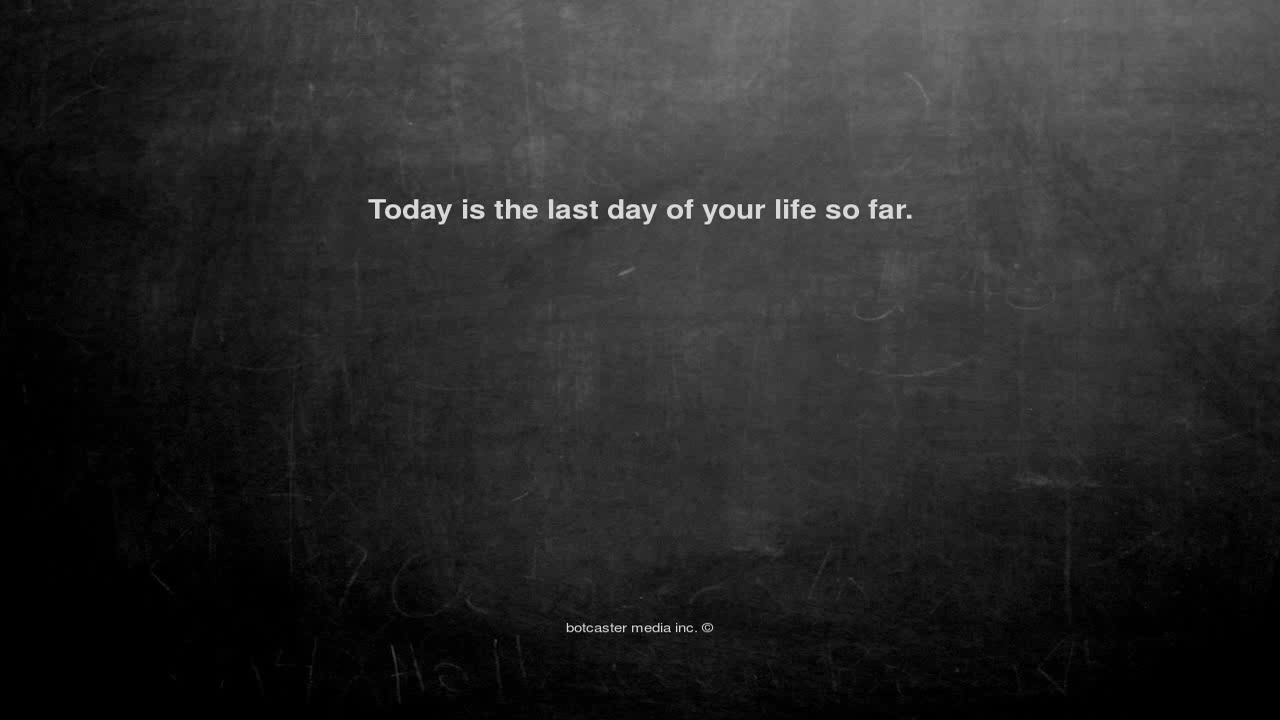 Today is the last day of your life so far.
botcaster media inc. ©